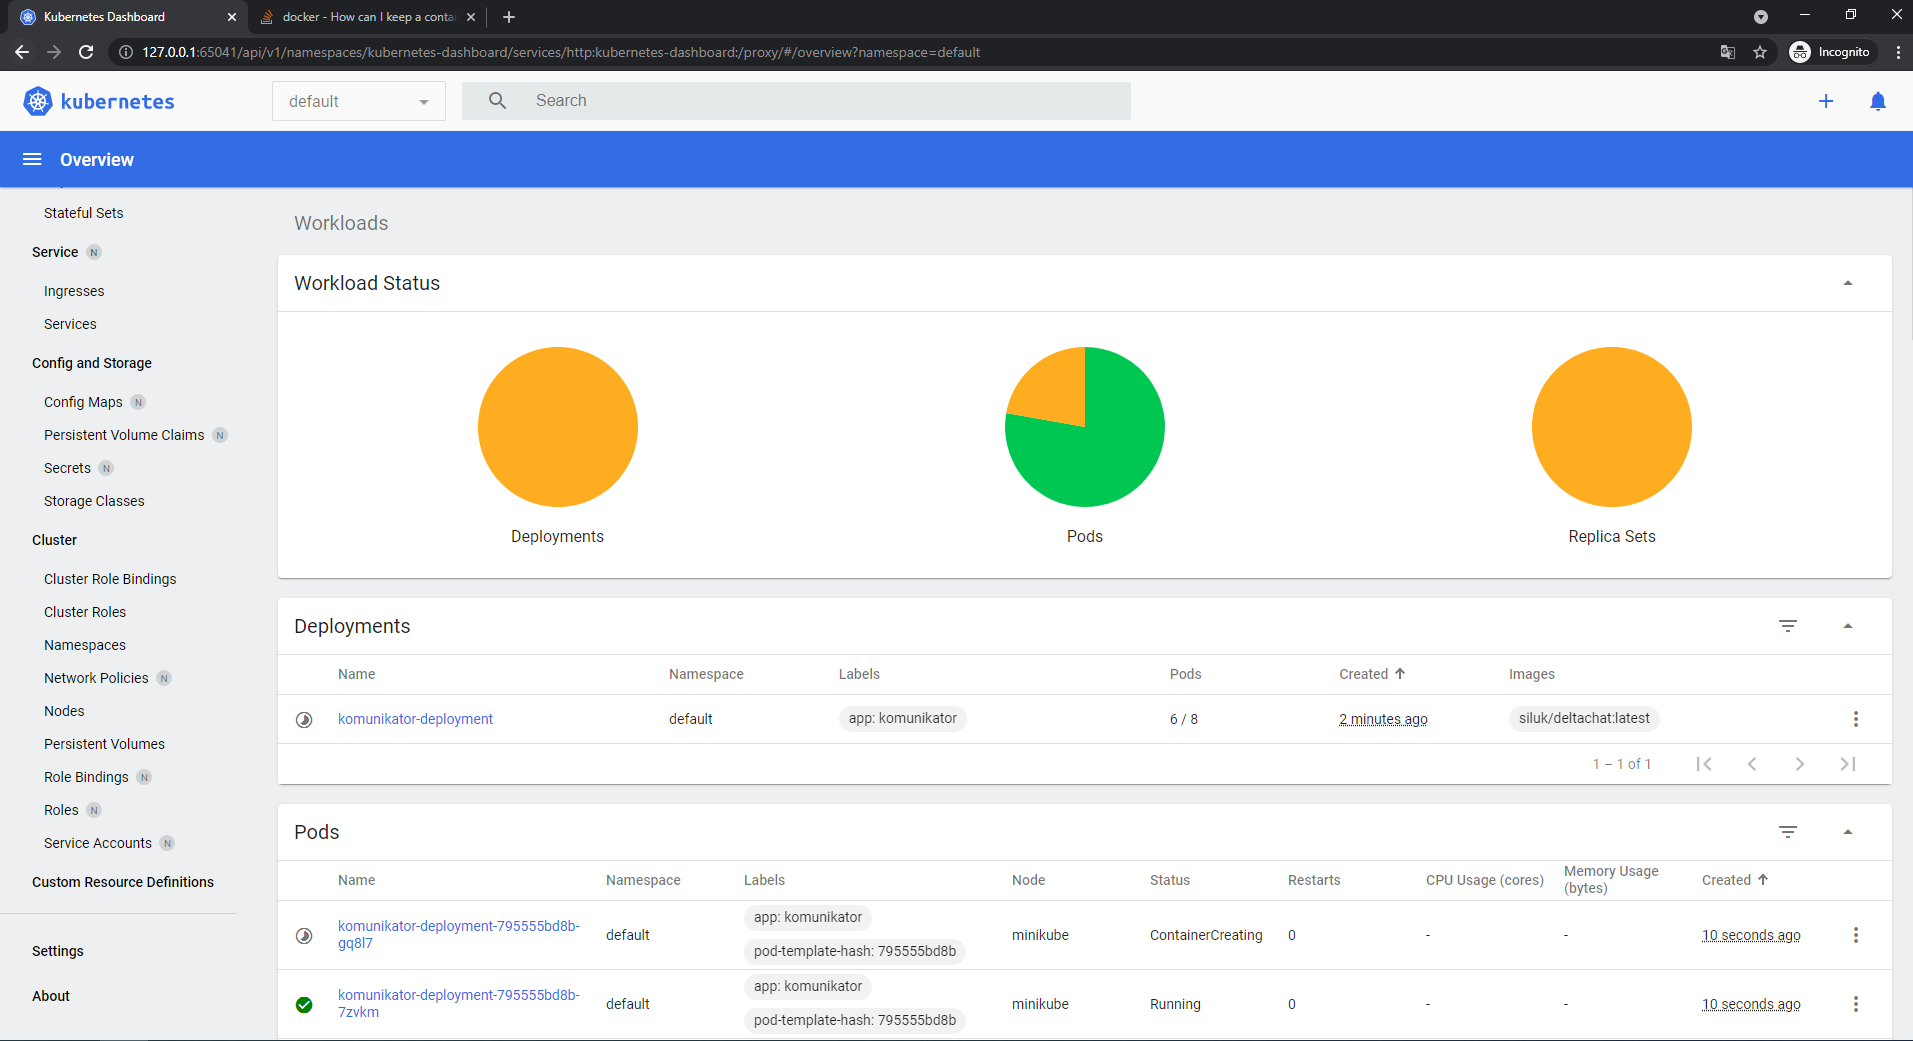 Kubernetes Dashboard
docker - How can I keep a contai
127.0.0.1:65041/api/v1/namespaces/kubernetes-dashboard/services/http:kubernetes-dashboard:/proxy/#/overview?namespace=default
Incognito
kubernetes
default
Search
Overview
Stateful Sets
Service N
Ingresses
Services
Config and Storage
Config Maps N
Persistent Volume Claims N
Secrets N
Storage Classes
Cluster
Cluster Role Bindings
Cluster Roles
Namespaces
Network Policies N
Nodes
Persistent Volumes
Role Bindings N
Roles N
Service Accounts N
Custom Resource Definitions
Settings
About
Workloads
Workload Status
Deployments
Pods
Replica Sets
Deployments
Name Namespace Labels Pods Created Images
komunikator-deployment default app: komunikator 6 / 8 2 minutes ago siluk/deltachat:latest
1 – 1 of 1
Pods
Name Namespace Labels Node Status Restarts CPU Usage (cores) Memory Usage (bytes) Created
komunikator-deployment-795555bd8b-gq8l7 default app: komunikator pod-template-hash: 795555bd8b minikube ContainerCreating 0 - - 10 seconds ago
komunikator-deployment-795555bd8b-7zvkm default app: komunikator pod-template-hash: 795555bd8b minikube Running 0 - - 10 seconds ago